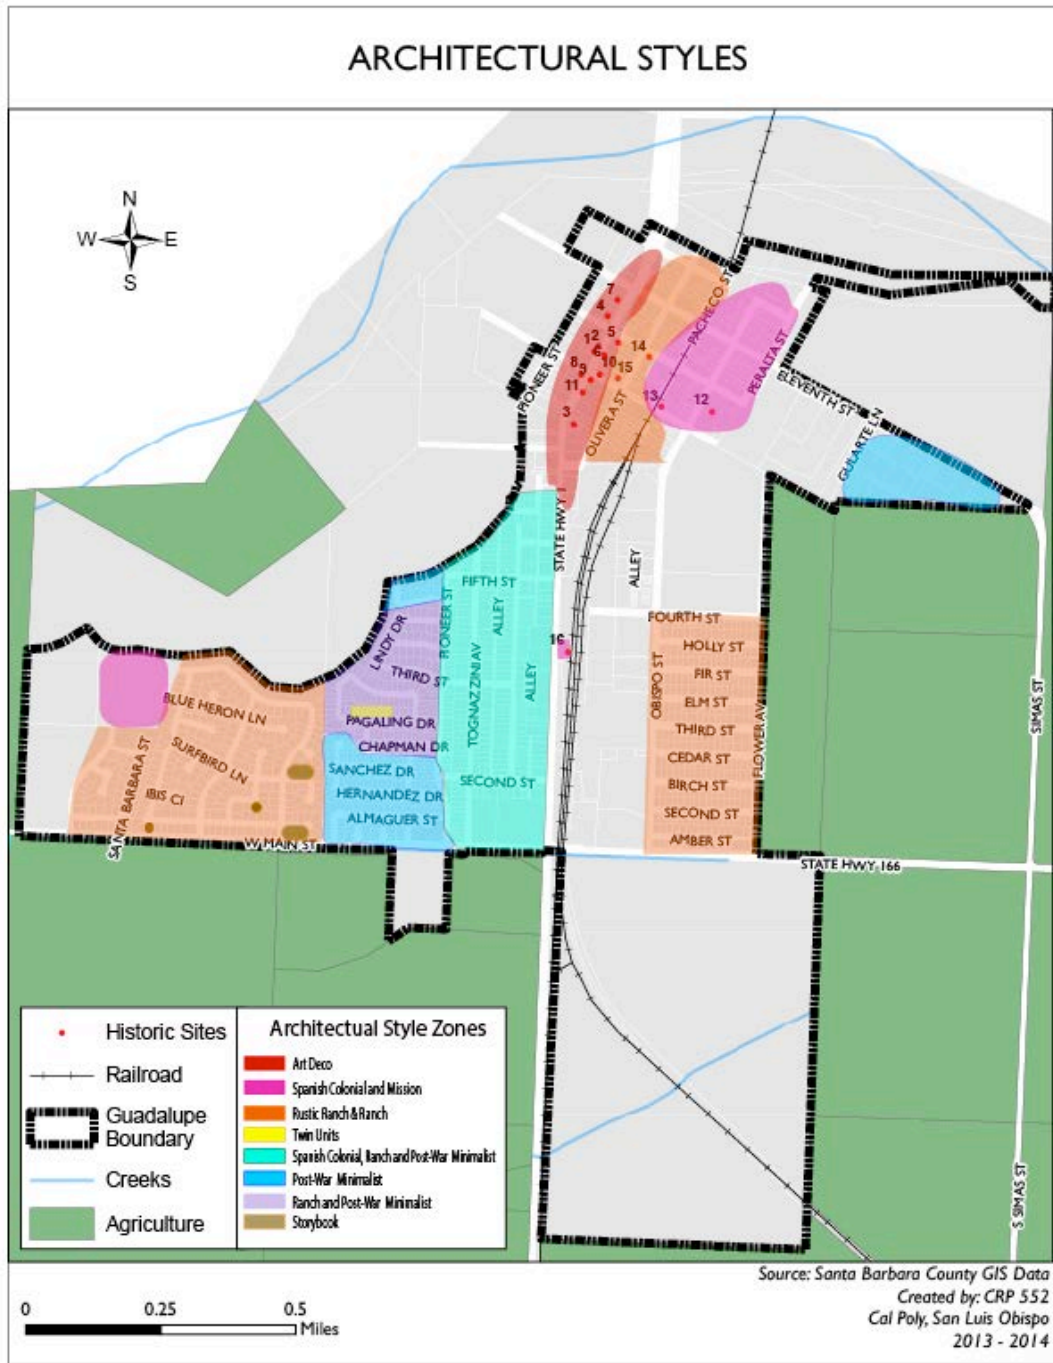 ARCHITECTURAL STYLES
N
W E
S
7
4
5
12
6
14
8
9
10
15
11
13
12
3
PIONEER ST
OLIVERA ST
PACHECO ST
PERALTA ST
ELEVENTH ST
GULARTE LN
STATE HWY 1
ALLEY
FIFTH ST
PIONEER ST
ALLEY
LINDY DR
THIRD ST
TOGNAZZINI AV
ALLEY
16
FOURTH ST
HOLLY ST
FIR ST
ELM ST
THIRD ST
CEDAR ST
BIRCH ST
SECOND ST
AMBER ST
OBISPO ST
FLOWER AV
SIMAS ST
BLUE HERON LN
PAGALING DR
CHAPMAN DR
SURFBIRD LN
SANCHEZ DR
SECOND ST
IBIS CI
HERNANDEZ DR
ALMAGUER ST
SANTA BARBARA ST
W MAIN ST
STATE HWY 166
S SIMAS ST
Historic Sites
Railroad
Guadalupe
Boundary
Creeks
Agriculture
Architectual Style Zones
Art Deco
Spanish Colonial and Mission
Rustic Ranch & Ranch
Twin Units
Spanish Colonial, Ranch and Post-War Minimalist
Post-War Minimalist
Ranch and Post-War Minimalist
Storybook
0 0.25 0.5
Miles
Source: Santa Barbara County GIS Data
Created by: CRP 552
Cal Poly, San Luis Obispo
2013 - 2014